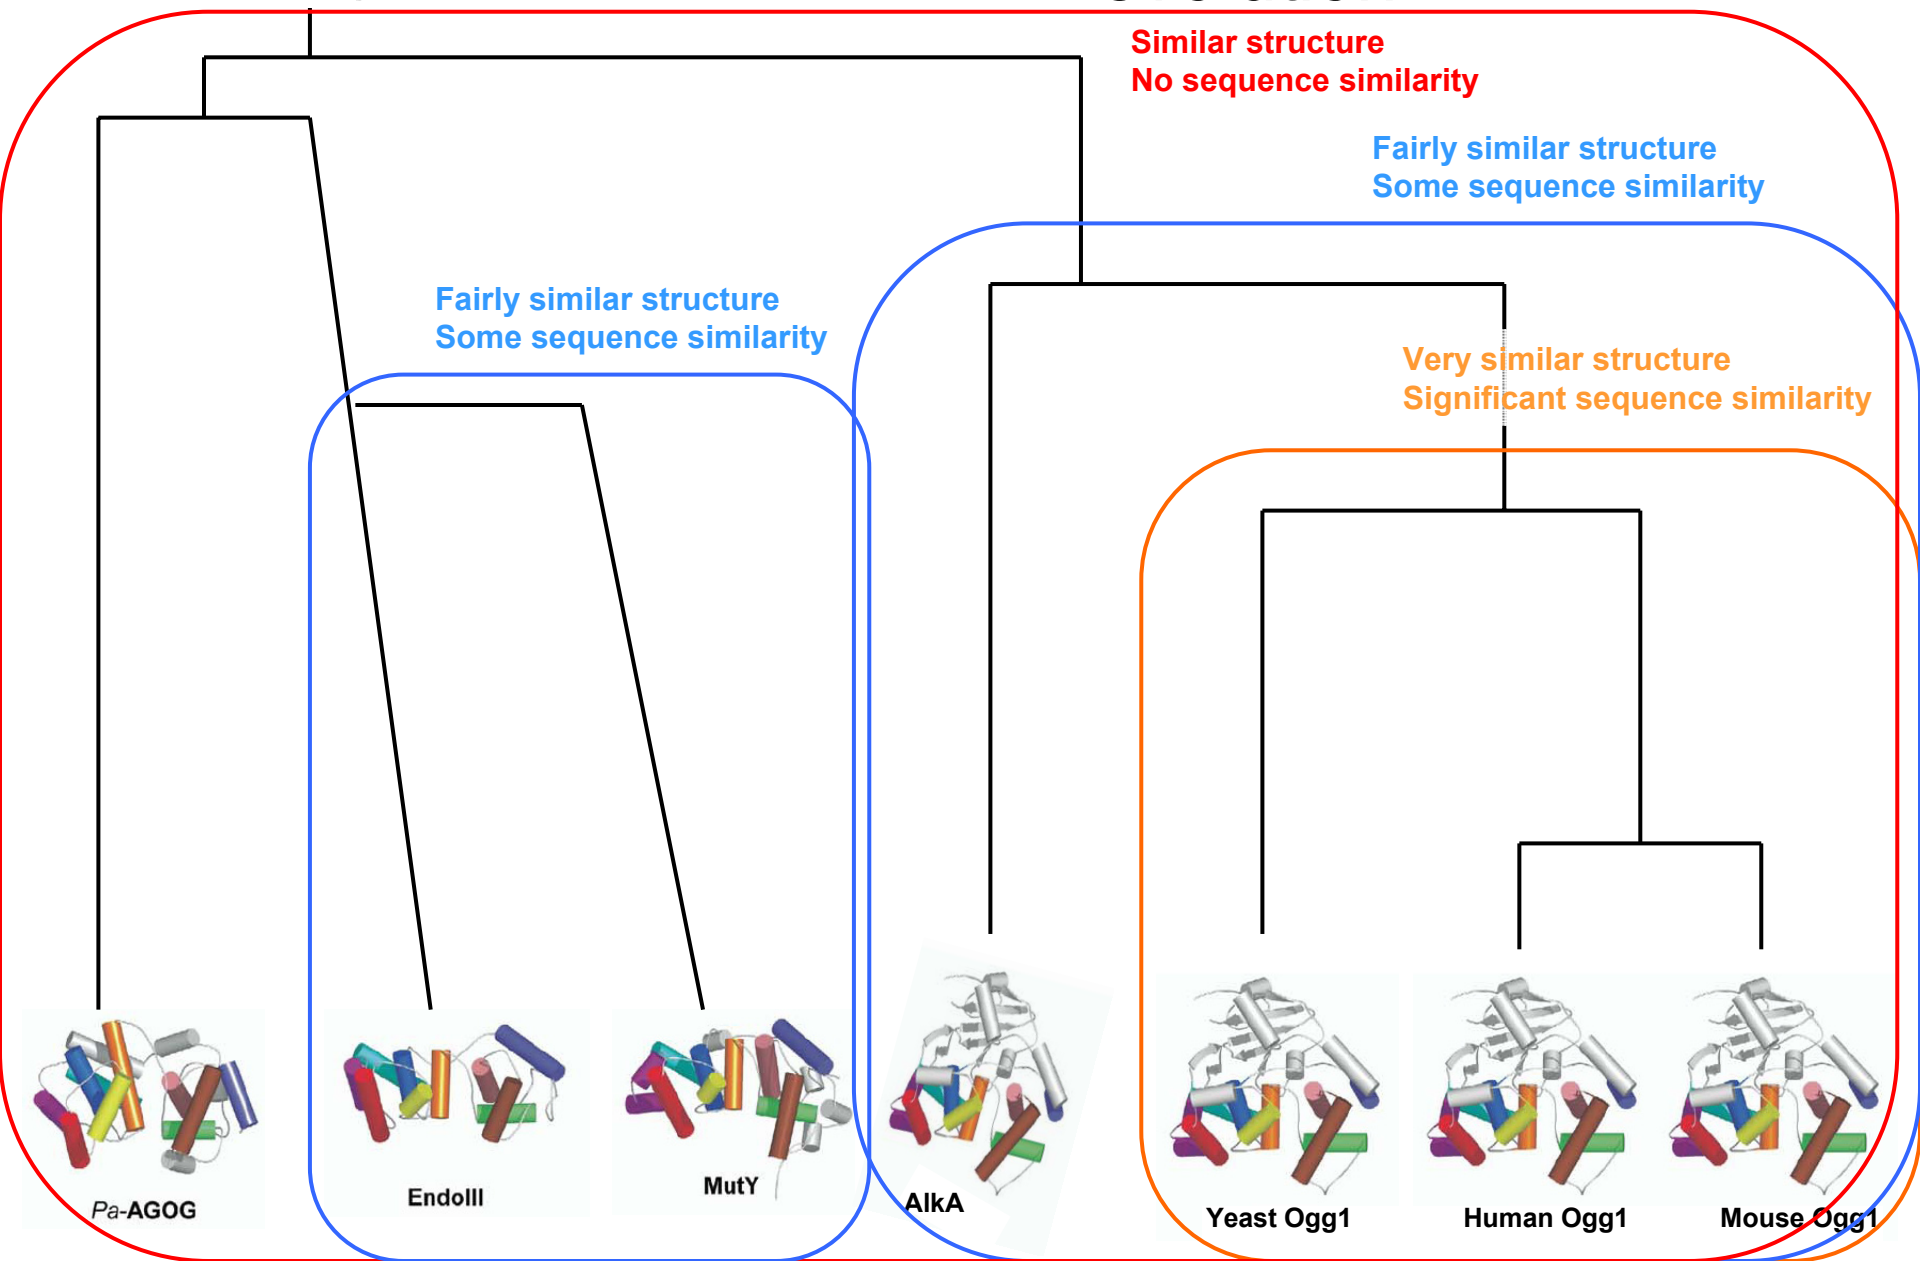 Similar structure
No sequence similarity
Fairly similar structure
Some sequence similarity
Fairly similar structure
Some sequence similarity
Very similar structure
Significant sequence similarity
Pa-AGOG
EndoIII
MutY
AlkA
Yeast Ogg1
Human Ogg1
Mouse Ogg1